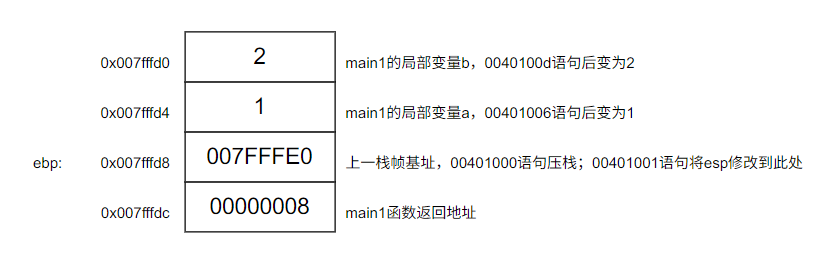 0x007fffd0 2 main1的局部变量b，0040100d语句后变为2
0x007fffd4 1 main1的局部变量a，00401006语句后变为1
ebp: 0x007fffd8 007FFFE0 上一栈帧基址，00401000语句压栈；00401001语句将esp修改到此处
0x007fffdc 00000008 main1函数返回地址